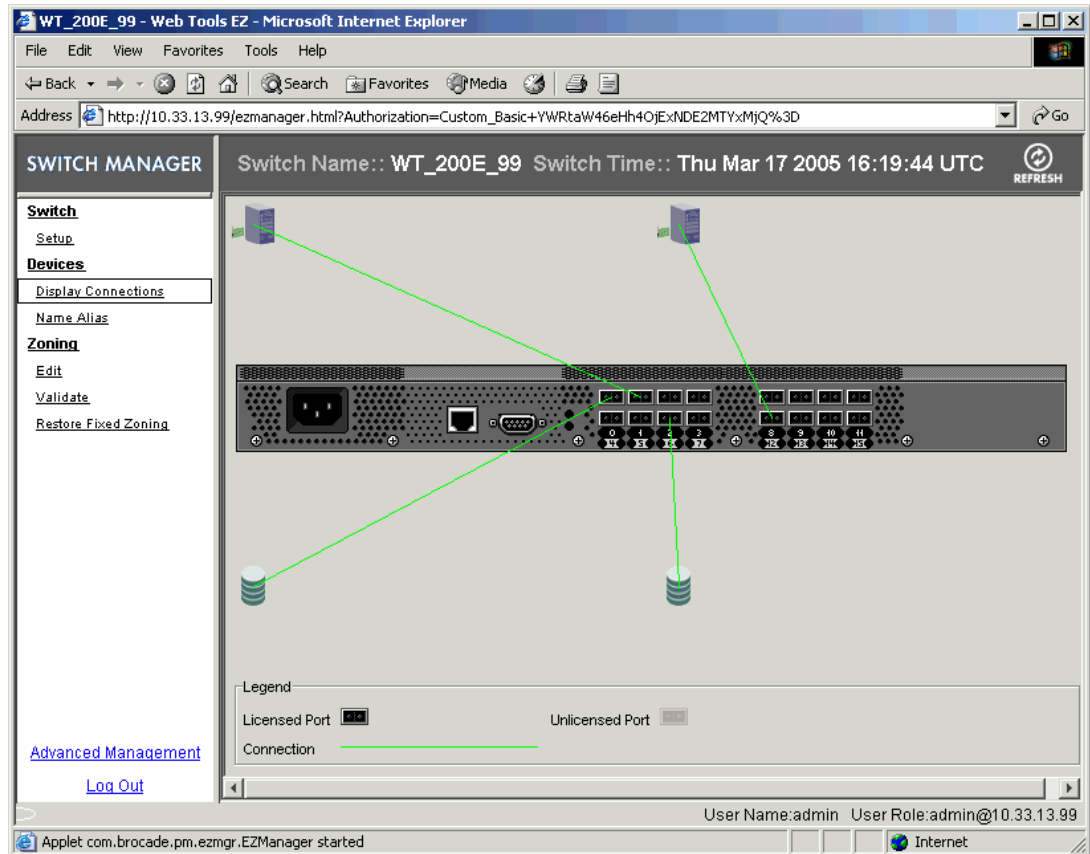 WT_200E_99 - Web Tools EZ - Microsoft Internet Explorer
File Edit View Favorites Tools Help
Back Search Favorites Media
Address http://10.33.13.99/ezmanager.html?Authorization=Custom_Basic+YWRtaW46eHh4OjExNDE2MTYxMjQ%3D Go
SWITCH MANAGER
Switch Name:: WT_200E_99 Switch Time:: Thu Mar 17 2005 16:19:44 UTC
REFRESH
Switch
Setup
Devices
Display Connections
Name Alias
Zoning
Edit
Validate
Restore Fixed Zoning
0 1 2 3 8 9 10 11
Legend
Licensed Port
Unlicensed Port
Connection
Advanced Management
Log Out
User Name:admin User Role:admin@10.33.13.99
Applet com.brocade.pm.ezmgr.EZManager started
Internet